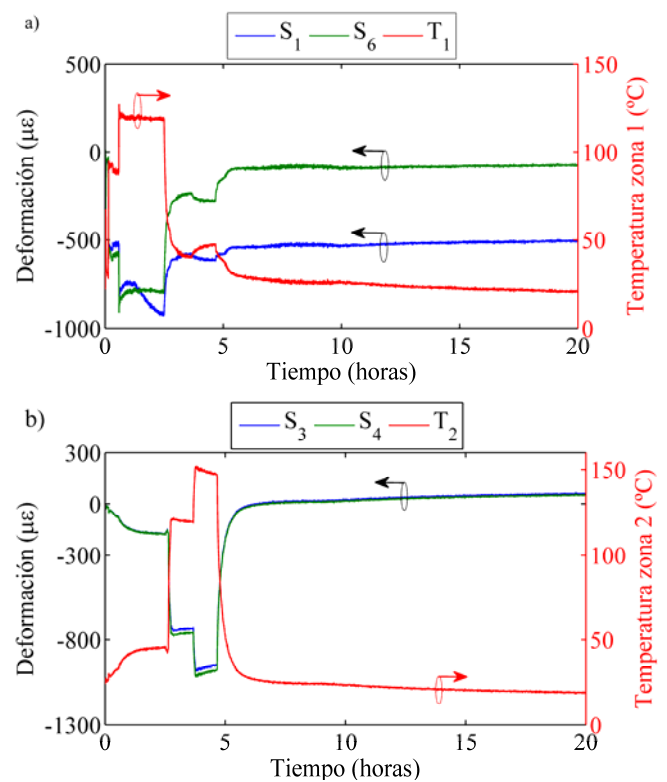 a)
S1 S6 T1
500
0
-500
-1000
Deformación (µε)
150
100
50
0
Temperatura zona 1 (ºC)
0 5 10 15 20
Tiempo (horas)
b)
S3 S4 T2
300
0
-300
-800
-1300
Deformación (µε)
150
100
50
0
Temperatura zona 2 (ºC)
0 5 10 15 20
Tiempo (horas)